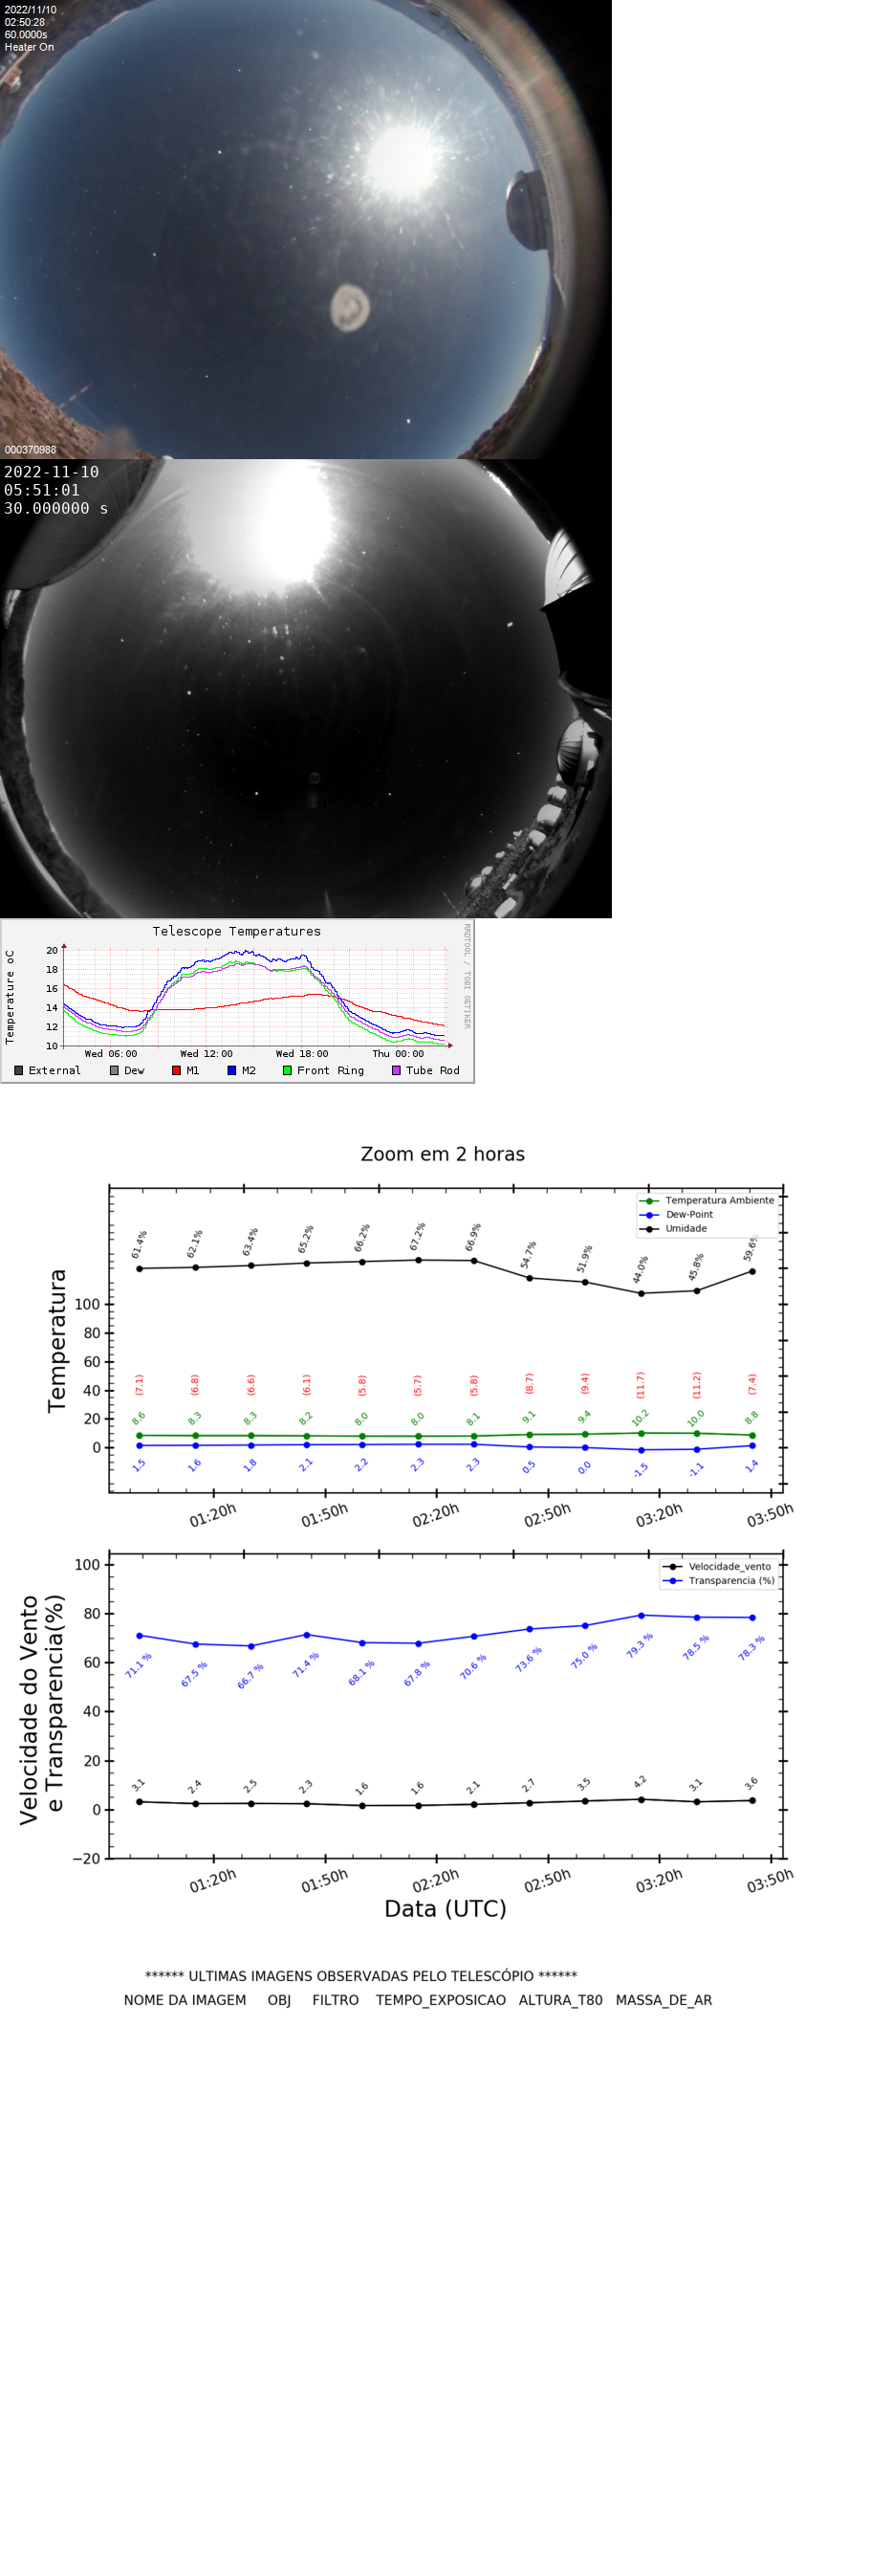 2022/11/10
02:50:28
60.0000s
Heater On
000370988
2022-11-10
05:51:01
30.000000 s
Telescope Temperatures
RRDTOOL / TOBI OETIKER
Temperature oC
20
18
16
14
12
10
Wed 06:00 Wed 12:00 Wed 18:00 Thu 00:00
External Dew M1 M2 Front Ring Tube Rod
Zoom em 2 horas
Temperatura Ambiente
Dew-Point
Umidade
61.4% 62.1% 63.4% 65.2% 66.2% 67.2% 66.9% 54.7% 51.9% 44.0% 45.8% 59.6%
Temperatura
100
80
60
40
20
0
(7.1) (6.8) (6.6) (6.1) (5.8) (5.7) (5.8) (8.7) (9.4) (11.7) (11.2) (7.4)
8.6 8.3 8.3 8.2 8.0 8.0 8.1 9.1 9.4 10.2 10.0 8.8
1.5 1.6 1.8 2.1 2.2 2.3 2.3 0.5 0.0 -1.5 -1.1 1.4
01:20h 01:50h 02:20h 02:50h 03:20h 03:50h
Velocidade_vento
Transparencia (%)
Velocidade do Vento
e Transparencia(%)
100
80
60
40
20
0
−20
71.1 % 67.5 % 66.7 % 71.4 % 68.1 % 67.8 % 70.6 % 73.6 % 75.0 % 79.3 % 78.5 % 78.3 %
3.1 2.4 2.5 2.3 1.6 1.6 2.1 2.7 3.5 4.2 3.1 3.6
01:20h 01:50h 02:20h 02:50h 03:20h 03:50h
Data (UTC)
****** ULTIMAS IMAGENS OBSERVADAS PELO TELESCÓPIO ******
NOME DA IMAGEM OBJ FILTRO TEMPO_EXPOSICAO ALTURA_T80 MASSA_DE_AR